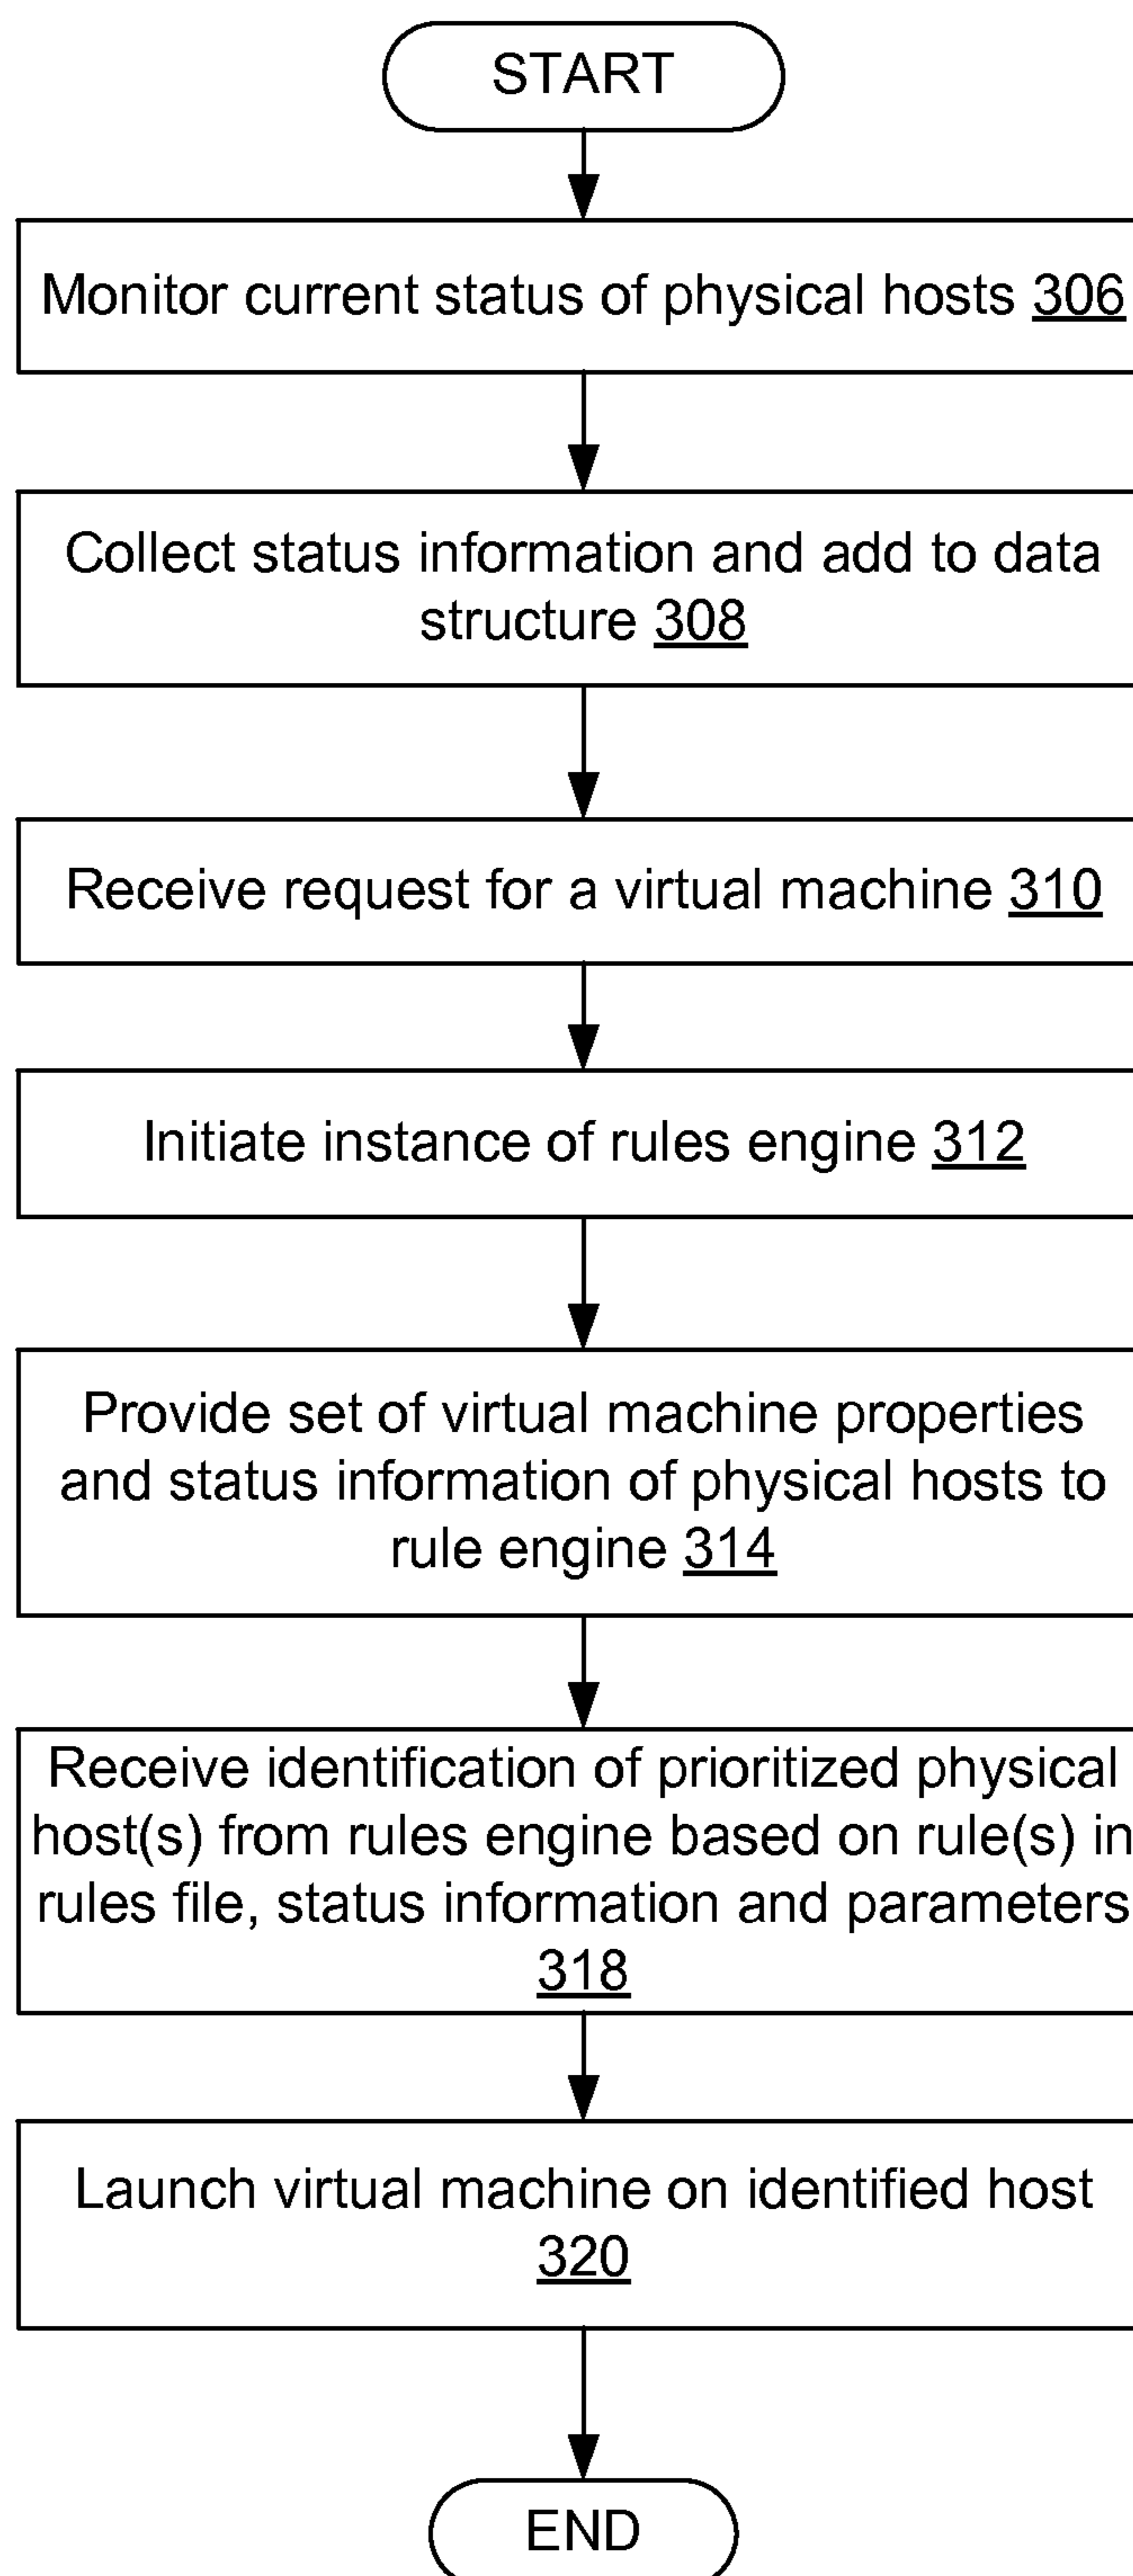 START
Monitor current status of physical hosts 306
Collect status information and add to data
structure 308
Receive request for a virtual machine 310
Initiate instance of rules engine 312
Provide set of virtual machine properties
and status information of physical hosts to
rule engine 314
Receive identification of prioritized physical
host(s) from rules engine based on rule(s) in
rules file, status information and parameters
318
Launch virtual machine on identified host
320
END